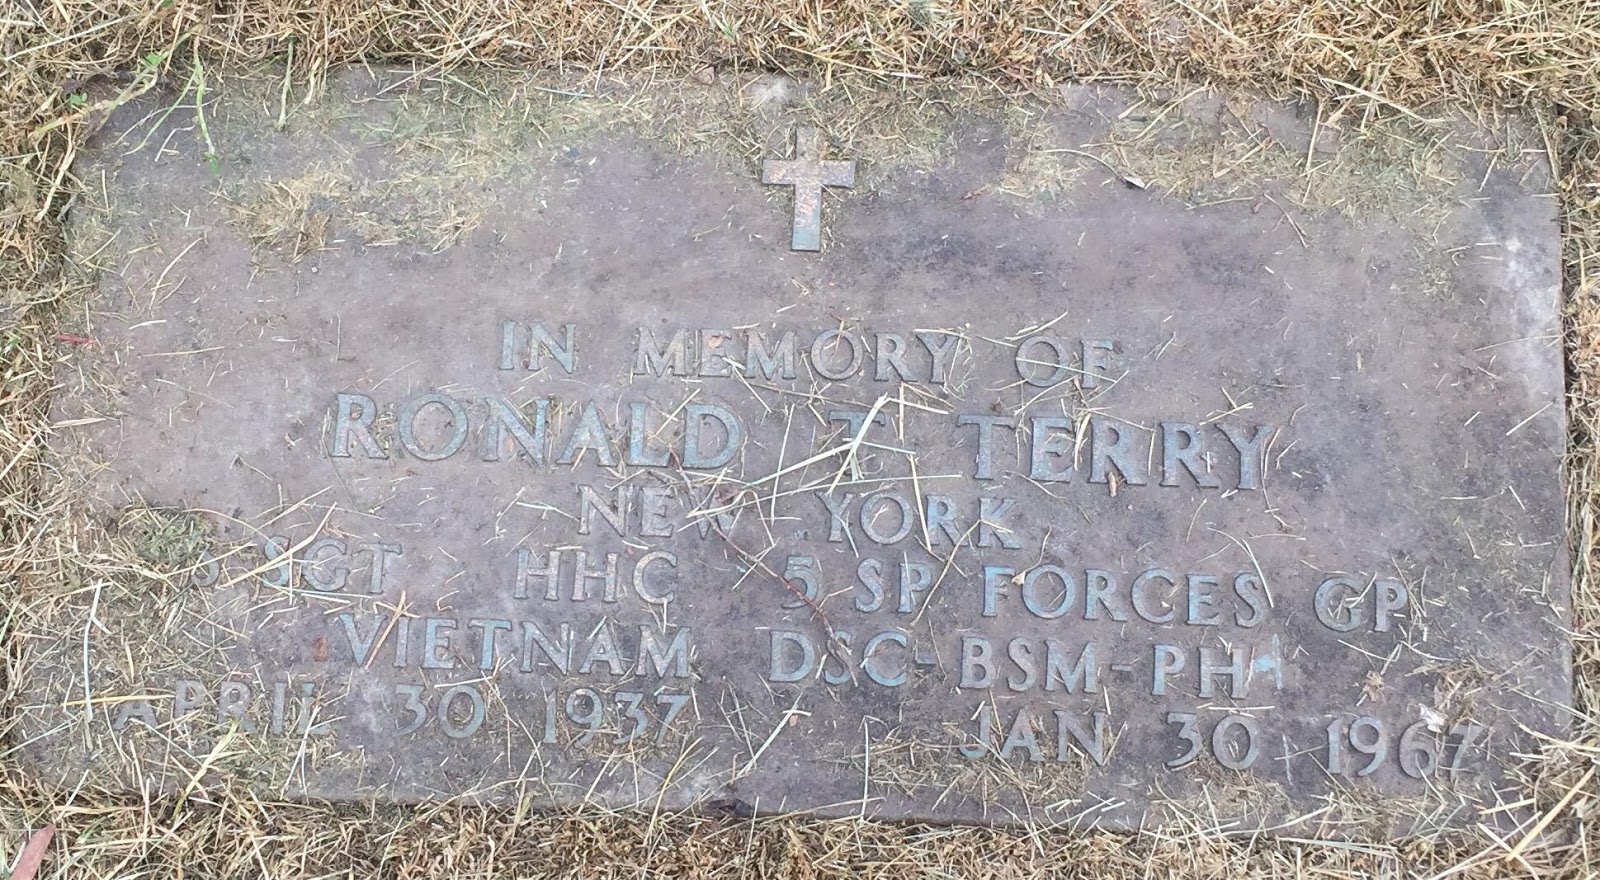 IN MEMORY OF
RONALD T TERRY
NEW YORK
SGT HHC 5 SP FORCES GP
VIETNAM DSC-BSM-PH
APRIL 30 1937 JAN 30 1967